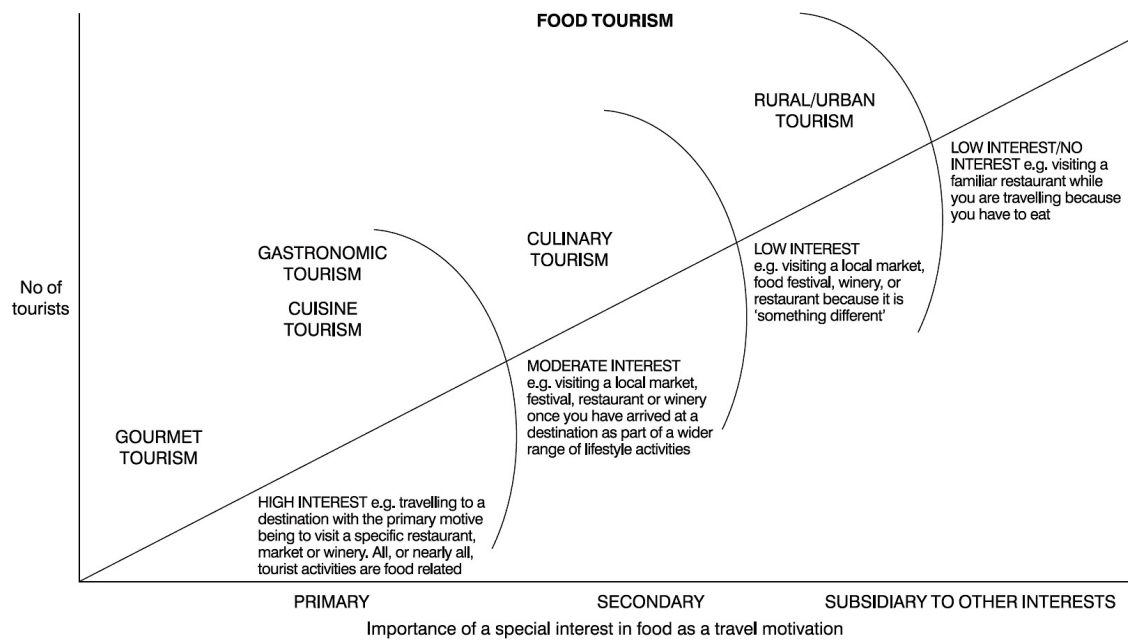 FOOD TOURISM
RURAL/URBAN
TOURISM
LOW INTEREST/NO
INTEREST e.g. visiting a
familiar restaurant while
you are travelling because
you have to eat
CULINARY
TOURISM
LOW INTEREST
e.g. visiting a local market,
food festival, winery, or
restaurant because it is
‘something different’
GASTRONOMIC
TOURISM
CUISINE
TOURISM
No of
tourists
MODERATE INTEREST
e.g. visiting a local market,
festival, restaurant or winery
once you have arrived at a
destination as part of a wider
range of lifestyle activities
GOURMET
TOURISM
HIGH INTEREST e.g. travelling to a
destination with the primary motive
being to visit a specific restaurant,
market or winery. All, or nearly all,
tourist activities are food related
PRIMARY
SECONDARY
SUBSIDIARY TO OTHER INTERESTS
Importance of a special interest in food as a travel motivation